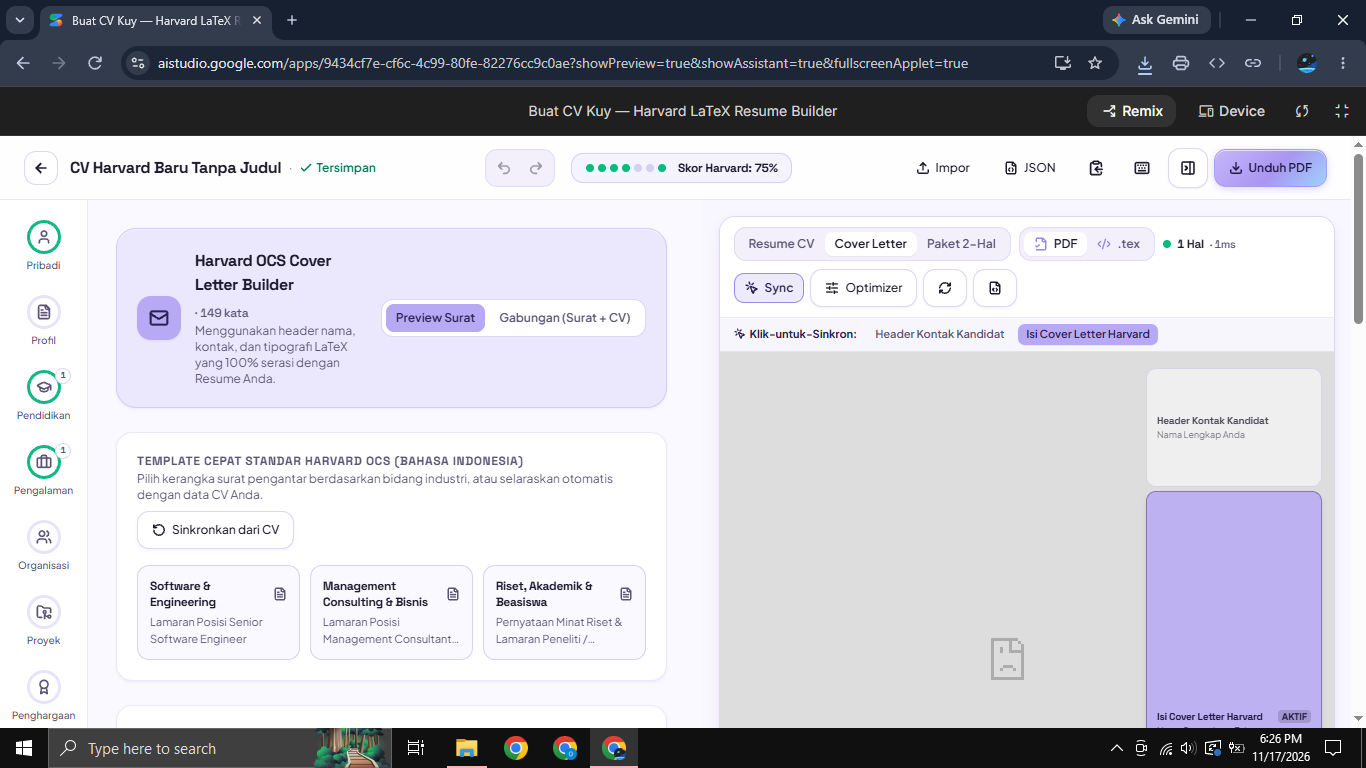 Buat CV Kuy — Harvard LaTeX R
Ask Gemini
aistudio.google.com/apps/9434cf7e-cf6c-4c99-80fe-82276cc9c0ae?showPreview=true&showAssistant=true&fullscreenApplet=true
Buat CV Kuy — Harvard LaTeX Resume Builder
Remix
Device
CV Harvard Baru Tanpa Judul
· Tersimpan
Skor Harvard: 75%
Impor
JSON
Unduh PDF
Pribadi
Profil
1
Pendidikan
1
Pengalaman
Organisasi
Proyek
Penghargaan
Harvard OCS Cover
Letter Builder
· 149 kata
Menggunakan header nama,
kontak, dan tipografi LaTeX
yang 100% serasi dengan
Resume Anda.
Preview Surat
Gabungan (Surat + CV)
TEMPLATE CEPAT STANDAR HARVARD OCS (BAHASA INDONESIA)
Pilih kerangka surat pengantar berdasarkan bidang industri, atau selaraskan otomatis
dengan data CV Anda.
Sinkronkan dari CV
Software &
Engineering
Lamaran Posisi Senior
Software Engineer
Management
Consulting & Bisnis
Lamaran Posisi
Management Consultant...
Riset, Akademik &
Beasiswa
Pernyataan Minat Riset &
Lamaran Peneliti /...
Resume CV
Cover Letter
Paket 2-Hal
PDF
</> .tex
1 Hal · 1ms
Sync
Optimizer
Klik-untuk-Sinkron:
Header Kontak Kandidat
Isi Cover Letter Harvard
Header Kontak Kandidat
Nama Lengkap Anda
Isi Cover Letter Harvard
AKTIF
Type here to search
6:26 PM
11/17/2026